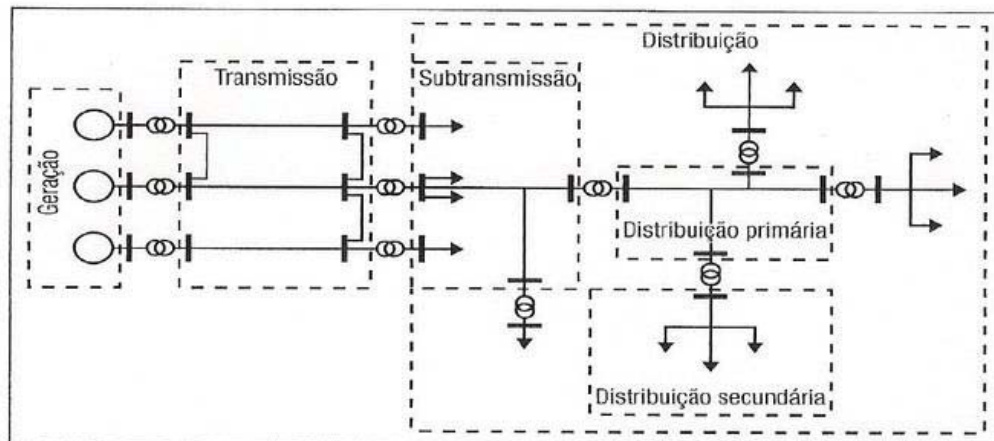 Distribuição
Transmissão
Subtransmissão
Geração
Distribuição primária
Distribuição secundária